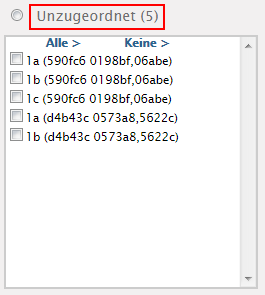 Unzugeordnet (5)
Alle > Keine >
1a (590fc6 0198bf,06abe)
1b (590fc6 0198bf,06abe)
1c (590fc6 0198bf,06abe)
1a (d4b43c 0573a8,5622c)
1b (d4b43c 0573a8,5622c)